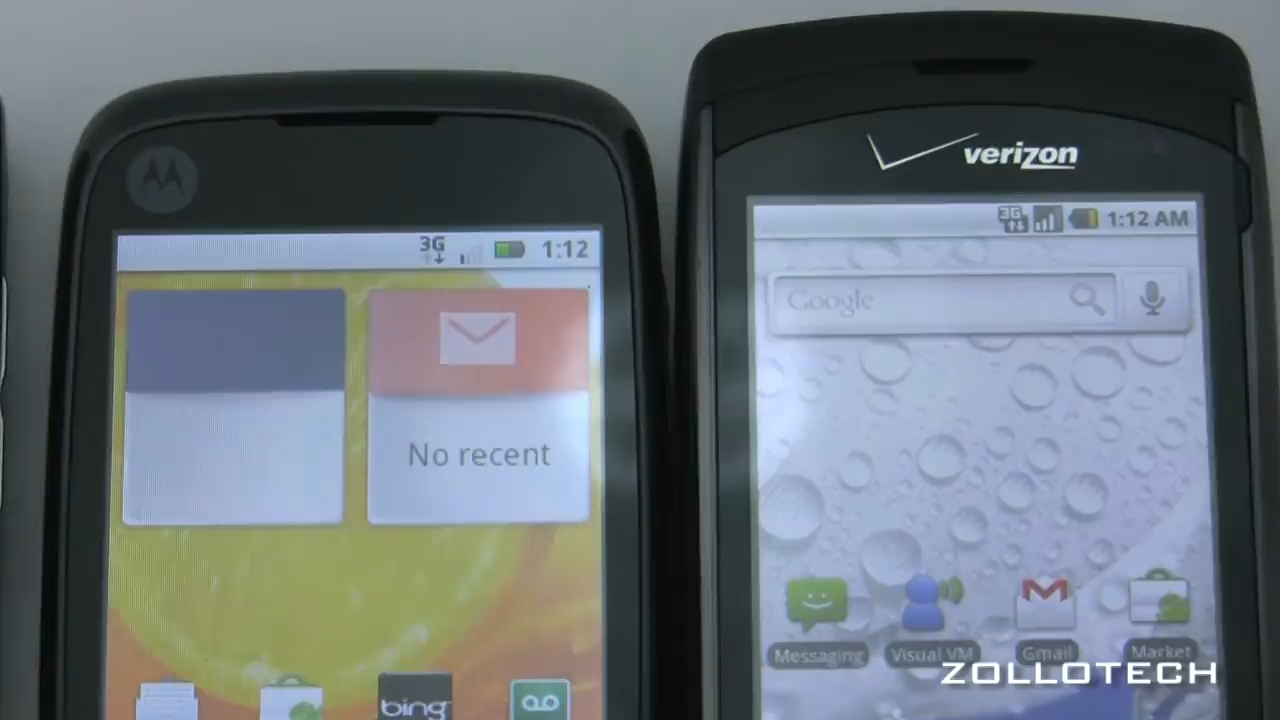 verizon
3G 1:12
3G 1:12 AM
Google
No recent
Messaging Visual VM Gmail Market
ZOLLOTECH
bing